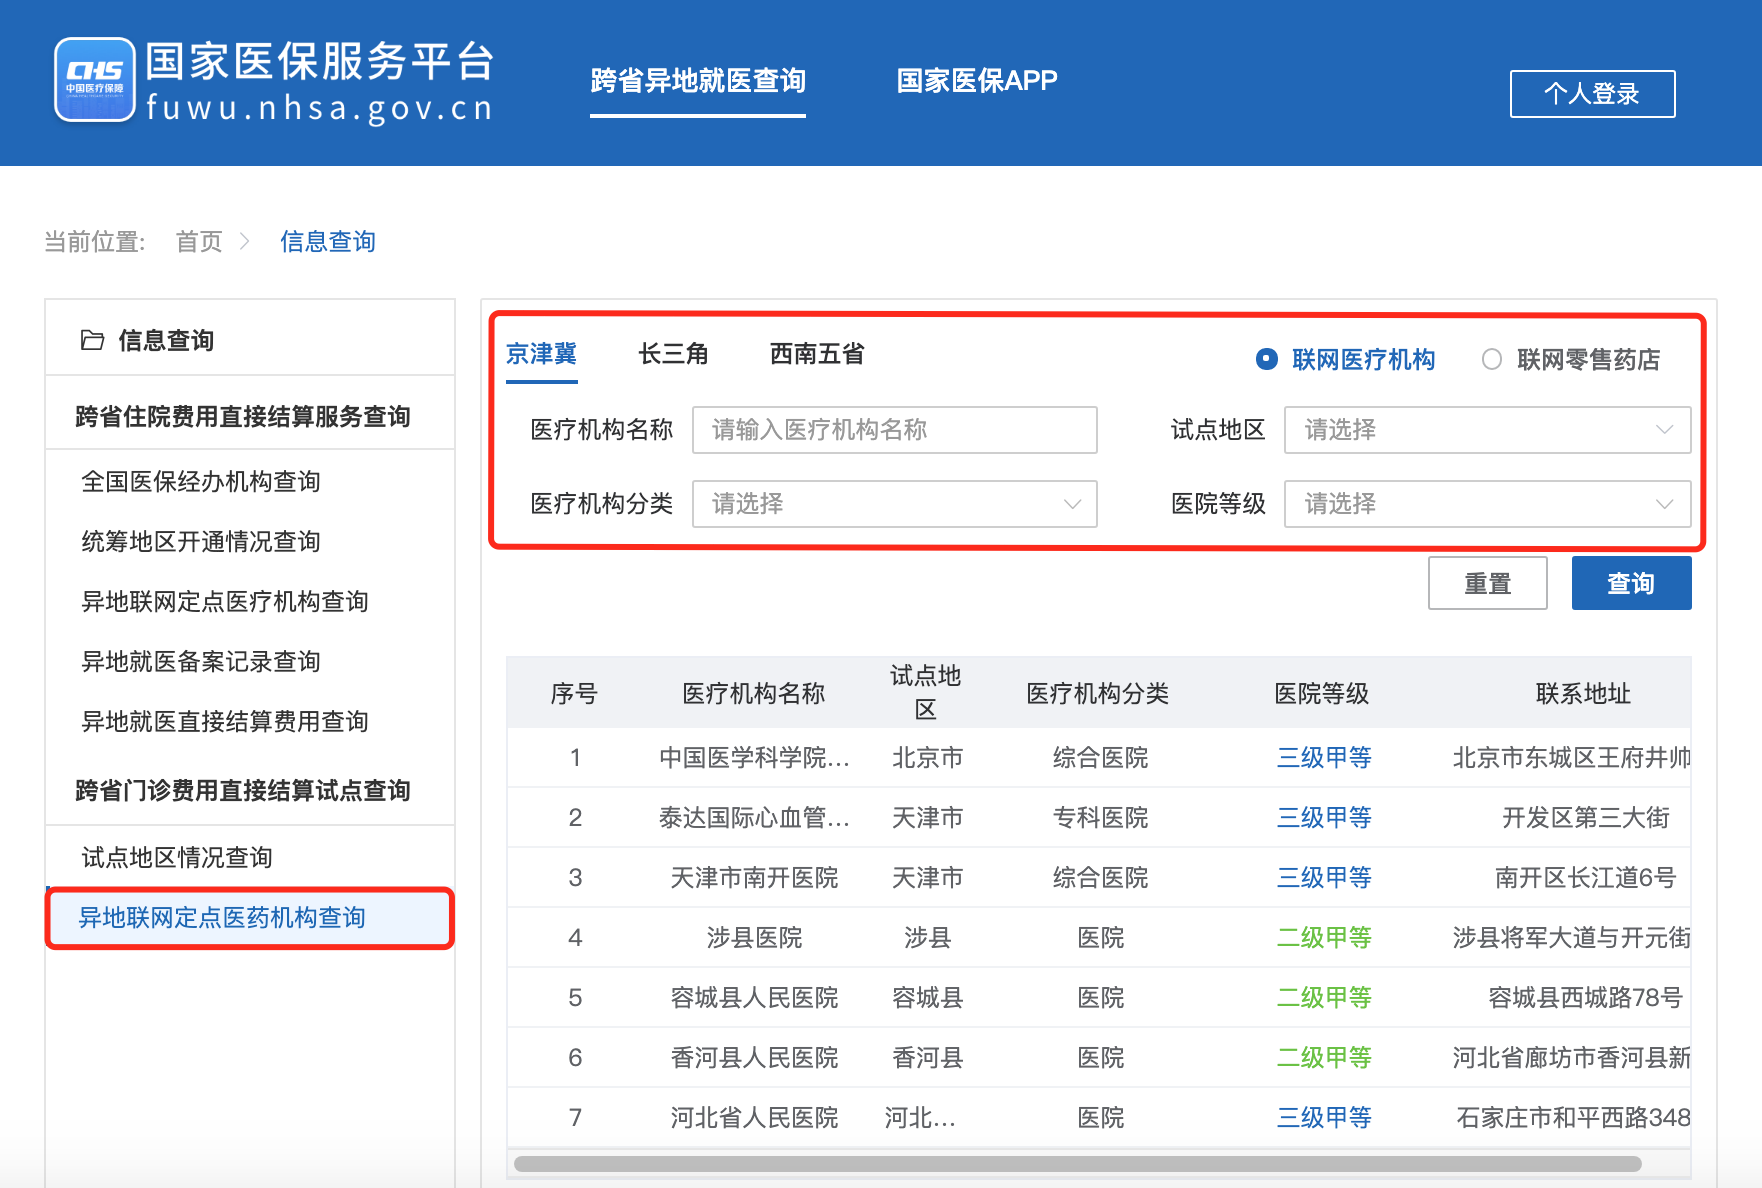 CHS
中国医疗保障
国家医保服务平台
fuwu.nhsa.gov.cn
跨省异地就医查询
国家医保APP
个人登录
当前位置: 首页 > 信息查询
信息查询
跨省住院费用直接结算服务查询
全国医保经办机构查询
统筹地区开通情况查询
异地联网定点医疗机构查询
异地就医备案记录查询
异地就医直接结算费用查询
跨省门诊费用直接结算试点查询
试点地区情况查询
异地联网定点医药机构查询
京津冀 长三角 西南五省
联网医疗机构 联网零售药店
医疗机构名称 请输入医疗机构名称 试点地区 请选择
医疗机构分类 请选择 医院等级 请选择
重置 查询
序号 医疗机构名称 试点地区 医疗机构分类 医院等级 联系地址
1 中国医学科学院... 北京市 综合医院 三级甲等 北京市东城区王府井帅
2 泰达国际心血管... 天津市 专科医院 三级甲等 开发区第三大街
3 天津市南开医院 天津市 综合医院 三级甲等 南开区长江道6号
4 涉县医院 涉县 医院 二级甲等 涉县将军大道与开元街
5 容城县人民医院 容城县 医院 二级甲等 容城县西城路78号
6 香河县人民医院 香河县 医院 二级甲等 河北省廊坊市香河县新
7 河北省人民医院 河北... 医院 三级甲等 石家庄市和平西路348